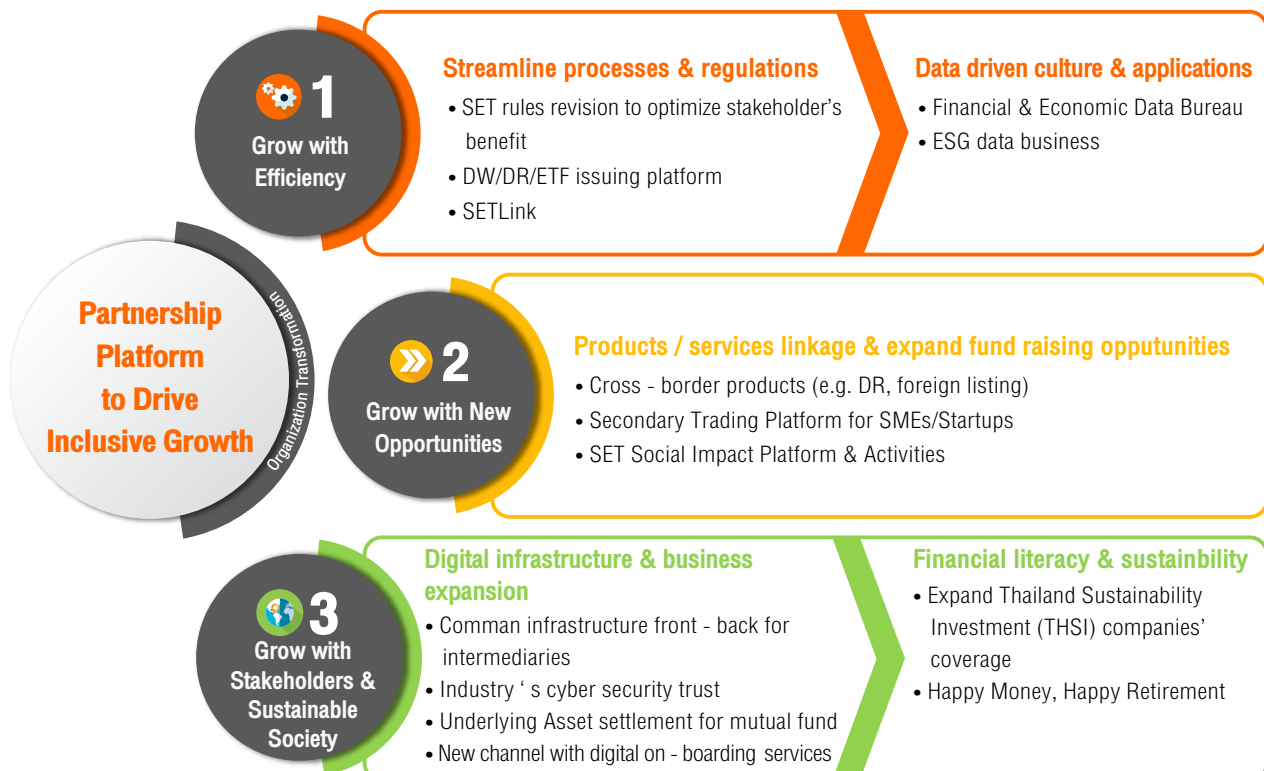 Partnership
Platform
to Drive
Inclusive Growth
Organization Transformation
1
Grow with
Efficiency
Streamline processes & regulations
• SET rules revision to optimize stakeholder's
benefit
• DW/DR/ETF issuing platform
• SETLink
Data driven culture & applications
• Financial & Economic Data Bureau
• ESG data business
2
Grow with New
Opportunities
Products / services linkage & expand fund raising opputunities
• Cross - border products (e.g. DR, foreign listing)
• Secondary Trading Platform for SMEs/Startups
• SET Social Impact Platform & Activities
3
Grow with
Stakeholders &
Sustainable
Society
Digital infrastructure & business
expansion
• Comman infrastructure front - back for
intermediaries
• Industry ‘ s cyber security trust
• Underlying Asset settlement for mutual fund
• New channel with digital on - boarding services
Financial literacy & sustainbility
• Expand Thailand Sustainability
Investment (THSI) companies’
coverage
• Happy Money, Happy Retirement